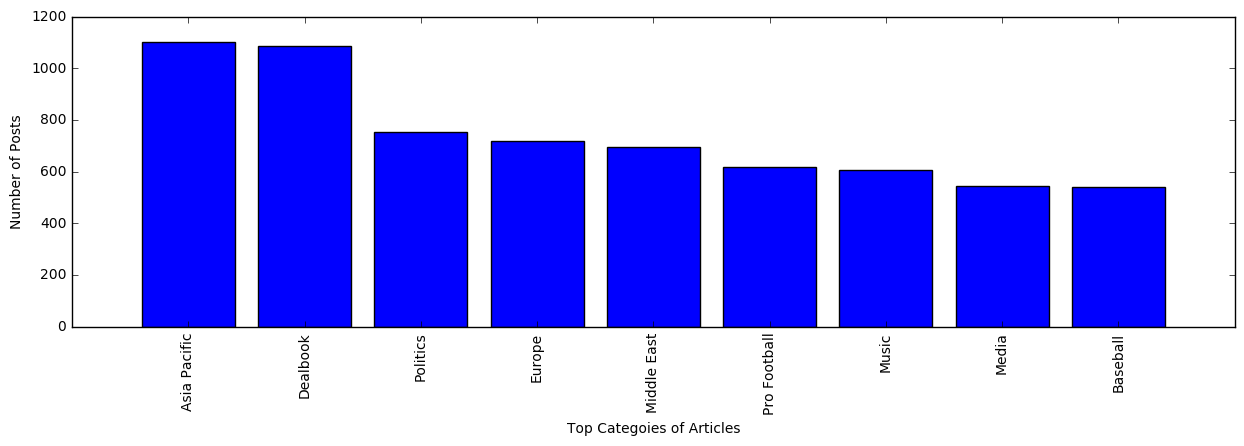 1200
1000
800
600
400
200
0
Number of Posts
Asia Pacific
Dealbook
Politics
Europe
Middle East
Pro Football
Music
Media
Baseball
Top Categoies of Articles